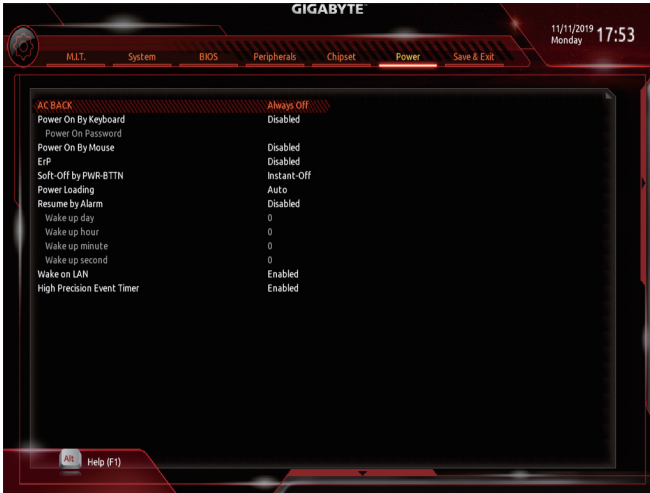 GIGABYTE™
11/11/2019 17:53
Monday
M.I.T. System BIOS Peripherals Chipset Power Save & Exit
AC BACK Always Off
Power On By Keyboard Disabled
Power On Password
Power On By Mouse Disabled
ErP Disabled
Soft-Off by PWR-BTTN Instant-Off
Power Loading Auto
Resume by Alarm Disabled
Wake up day 0
Wake up hour 0
Wake up minute 0
Wake up second 0
Wake on LAN Enabled
High Precision Event Timer Enabled
Alt Help (F1)